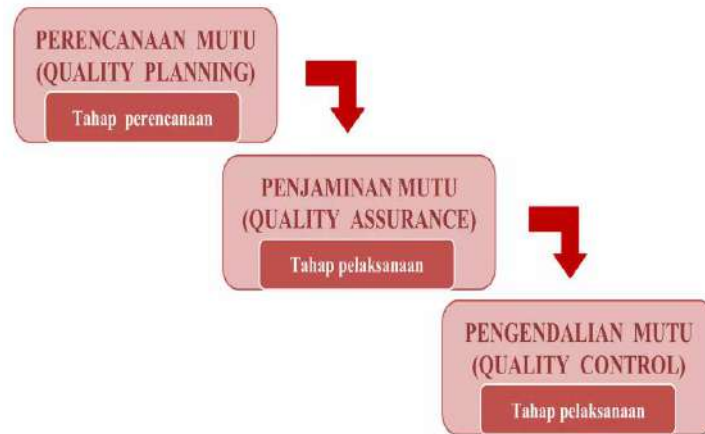 PERENCANAAN MUTU
(QUALITY PLANNING)
Tahap perencanaan
PENJAMINAN MUTU
(QUALITY ASSURANCE)
Tahap pelaksanaan
PENGENDALIAN MUTU
(QUALITY CONTROL)
Tahap pelaksanaan